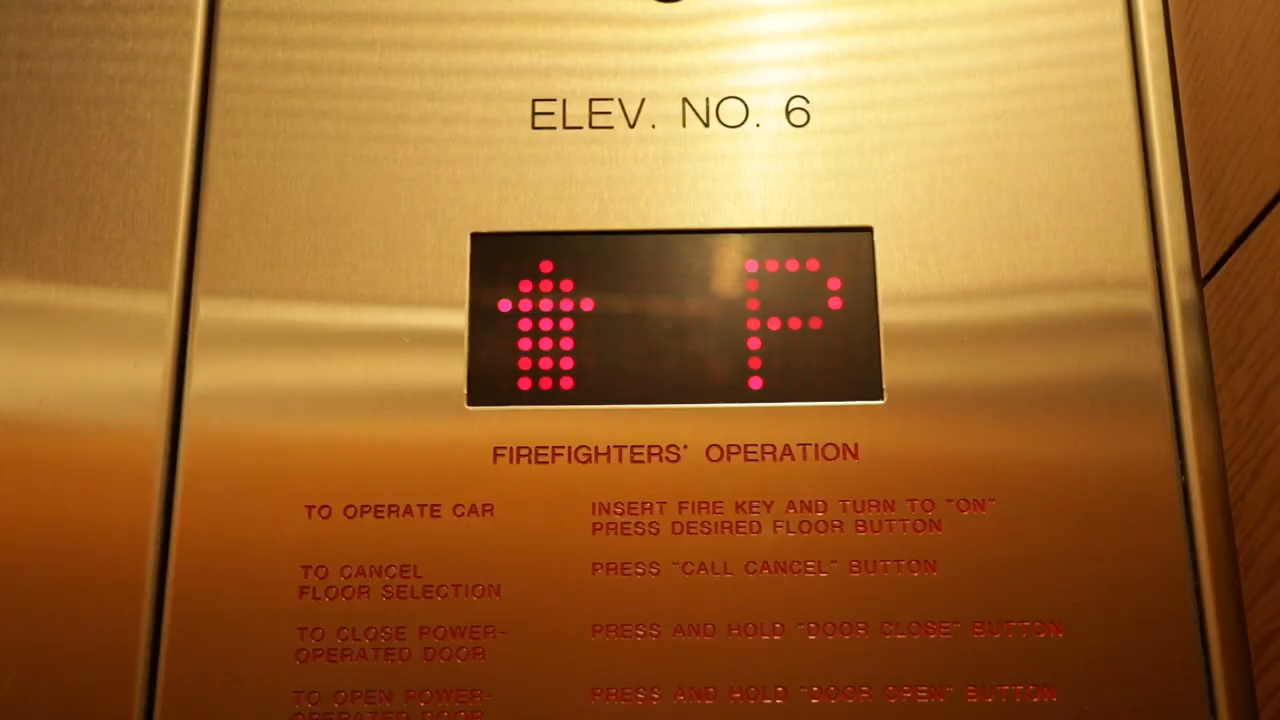 ELEV. NO. 6
P
FIREFIGHTERS' OPERATION
TO OPERATE CAR
INSERT FIRE KEY AND TURN TO "ON"
PRESS DESIRED FLOOR BUTTON
TO CANCEL
FLOOR SELECTION
PRESS "CALL CANCEL" BUTTON
TO CLOSE POWER-
OPERATED DOOR
PRESS AND HOLD "DOOR CLOSE" BUTTON
TO OPEN POWER-
OPERATED DOOR
PRESS AND HOLD "DOOR OPEN" BUTTON